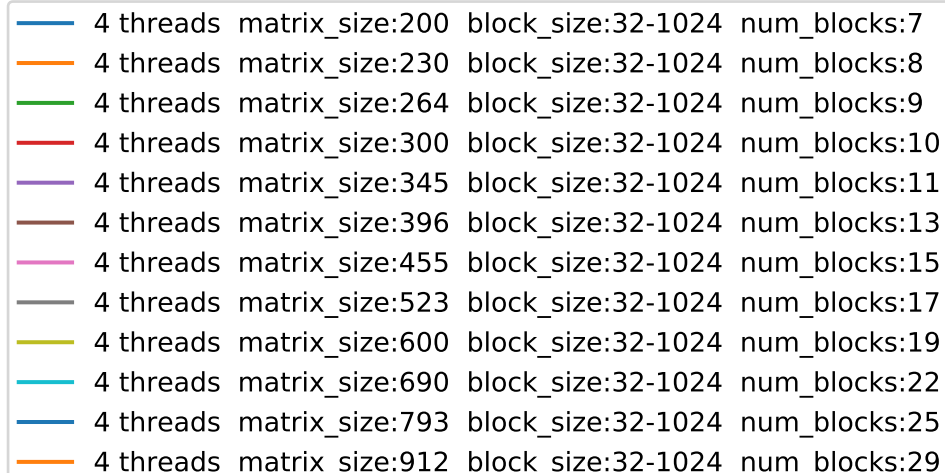 4 threads  matrix_size:200  block_size:32-1024  num_blocks:7
4 threads  matrix_size:230  block_size:32-1024  num_blocks:8
4 threads  matrix_size:264  block_size:32-1024  num_blocks:9
4 threads  matrix_size:300  block_size:32-1024  num_blocks:10
4 threads  matrix_size:345  block_size:32-1024  num_blocks:11
4 threads  matrix_size:396  block_size:32-1024  num_blocks:13
4 threads  matrix_size:455  block_size:32-1024  num_blocks:15
4 threads  matrix_size:523  block_size:32-1024  num_blocks:17
4 threads  matrix_size:600  block_size:32-1024  num_blocks:19
4 threads  matrix_size:690  block_size:32-1024  num_blocks:22
4 threads  matrix_size:793  block_size:32-1024  num_blocks:25
4 threads  matrix_size:912  block_size:32-1024  num_blocks:29